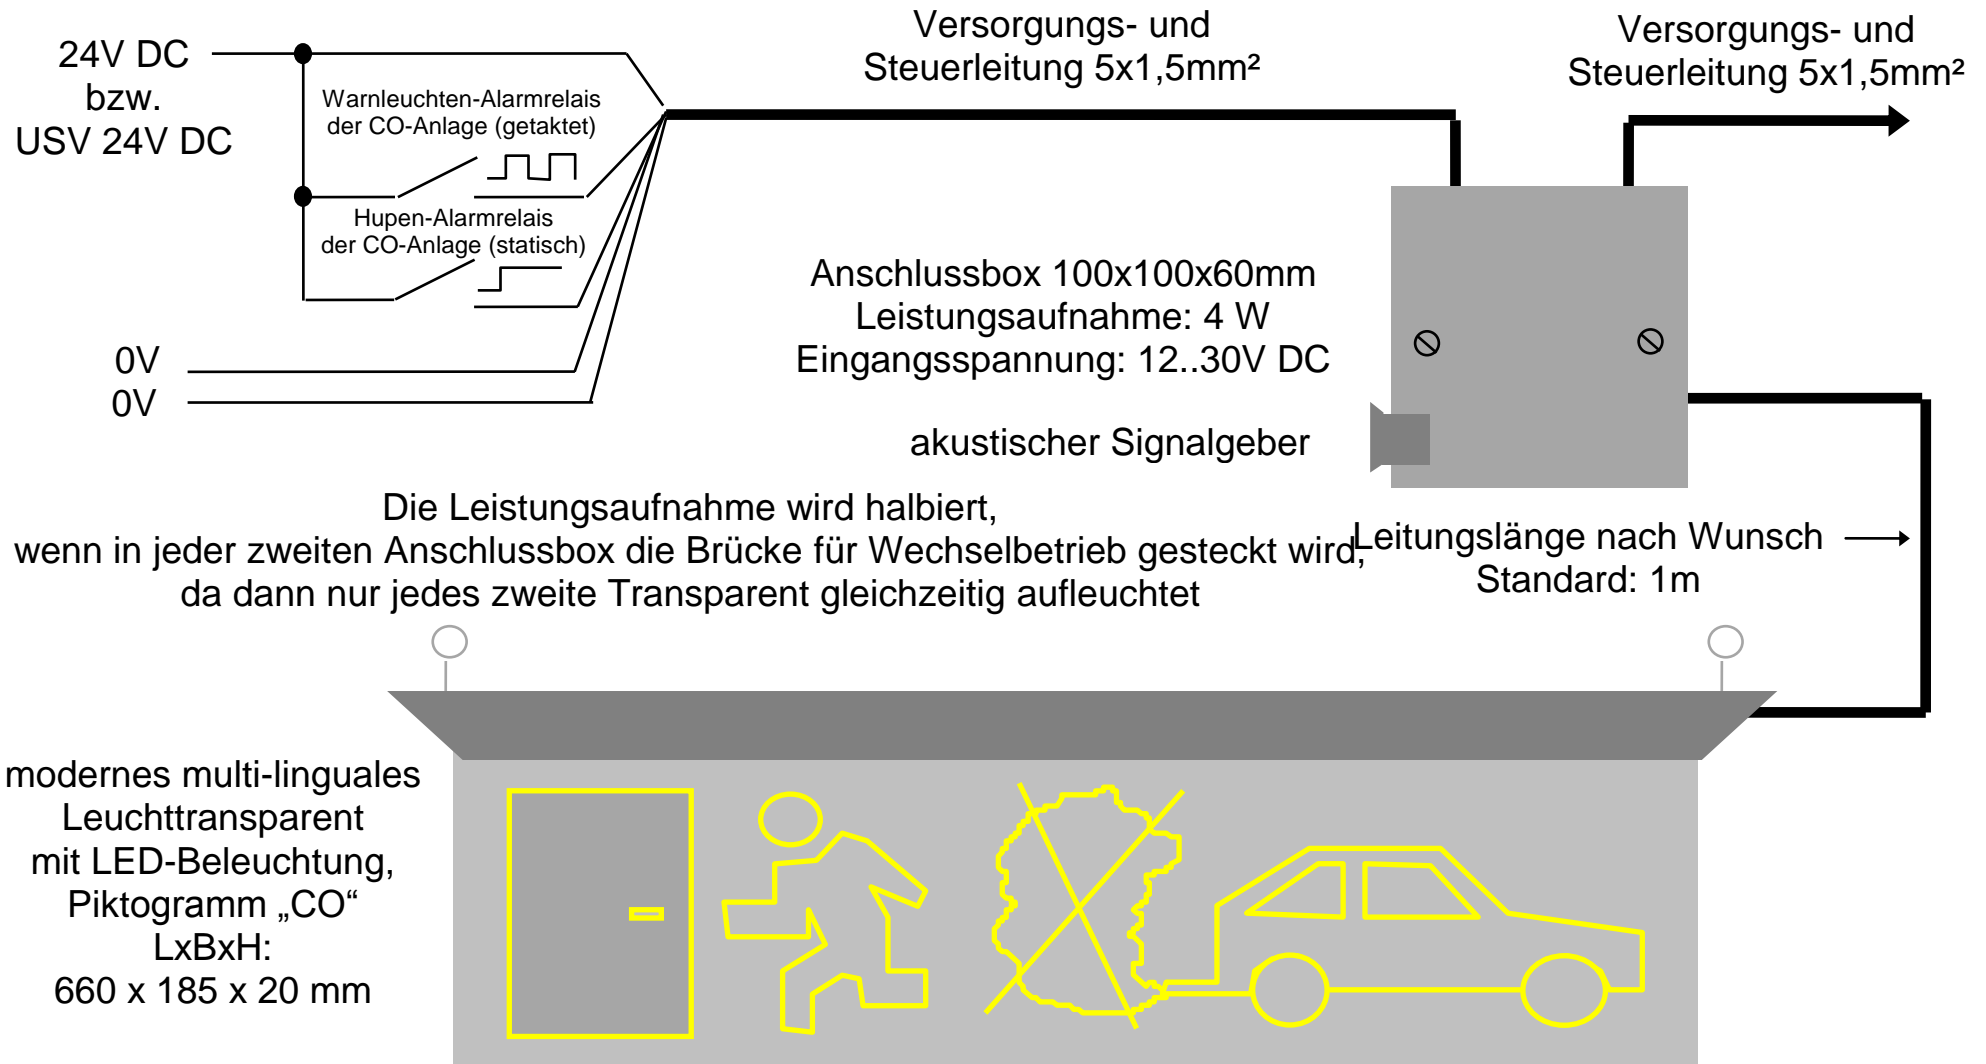 24V DC
bzw.
USV 24V DC
Warnleuchten-Alarmrelais
der CO-Anlage (getaktet)
Hupen-Alarmrelais
der CO-Anlage (statisch)
0V
0V
Versorgungs- und
Steuerleitung 5x1,5mm²
Versorgungs- und
Steuerleitung 5x1,5mm²
Anschlussbox 100x100x60mm
Leistungsaufnahme: 4 W
Eingangsspannung: 12..30V DC
akustischer Signalgeber
Die Leistungsaufnahme wird halbiert,
wenn in jeder zweiten Anschlussbox die Brücke für Wechselbetrieb gesteckt wird,
da dann nur jedes zweite Transparent gleichzeitig aufleuchtet
Leitungslänge nach Wunsch
Standard: 1m
modernes multi-linguales
Leuchttransparent
mit LED-Beleuchtung,
Piktogramm „CO“
LxBxH:
660 x 185 x 20 mm